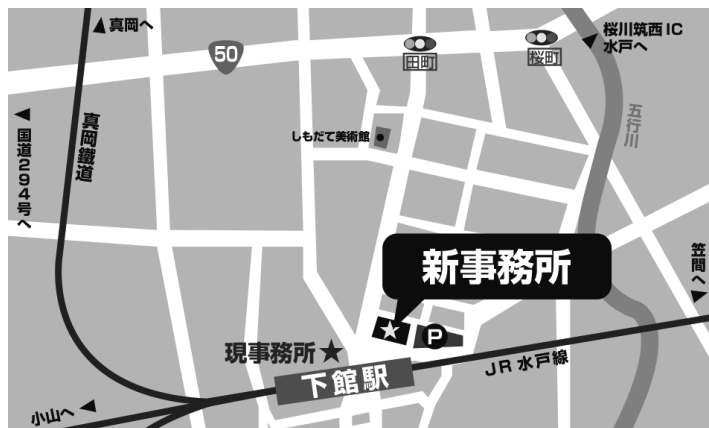 真岡へ
50
田町
桜町
桜川筑西IC
水戸へ
五行川
国道294号へ
真岡鐵道
しもだて美術館
新事務所
笠間へ
P
現事務所
下館駅
JR水戸線
小山へ